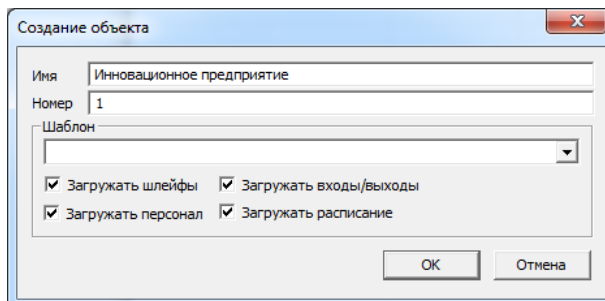 Создание объекта
Имя Инновационное предприятие
Номер 1
Шаблон
Загружать шлейфы Загружать входы/выходы
Загружать персонал Загружать расписание
OK Отмена